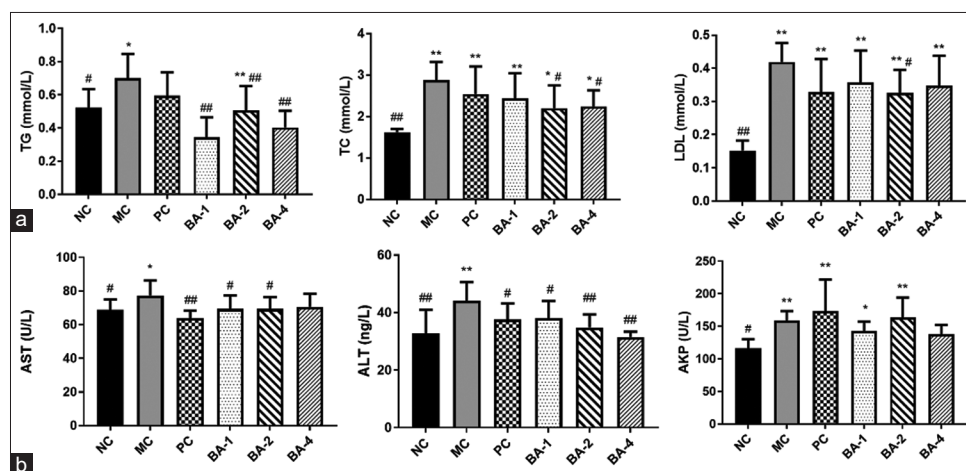 TG (mmol/L)
0.0
0.2
0.4
0.6
0.8
1.0
#
*
##
** ##
##
NC
MC
PC
BA-1
BA-2
BA-4
TC (mmol/L)
0
1
2
3
4
##
**
**
**
* #
* #
NC
MC
PC
BA-1
BA-2
BA-4
LDL (mmol/L)
0.0
0.1
0.2
0.3
0.4
0.5
##
**
**
**
** #
**
NC
MC
PC
BA-1
BA-2
BA-4
a
AST (U/L)
0
20
40
60
80
100
#
*
##
#
#
NC
MC
PC
BA-1
BA-2
BA-4
ALT (ng/L)
0
20
40
60
##
**
#
#
##
##
NC
MC
PC
BA-1
BA-2
BA-4
AKP (U/L)
0
50
100
150
200
250
#
**
**
*
**
NC
MC
PC
BA-1
BA-2
BA-4
b